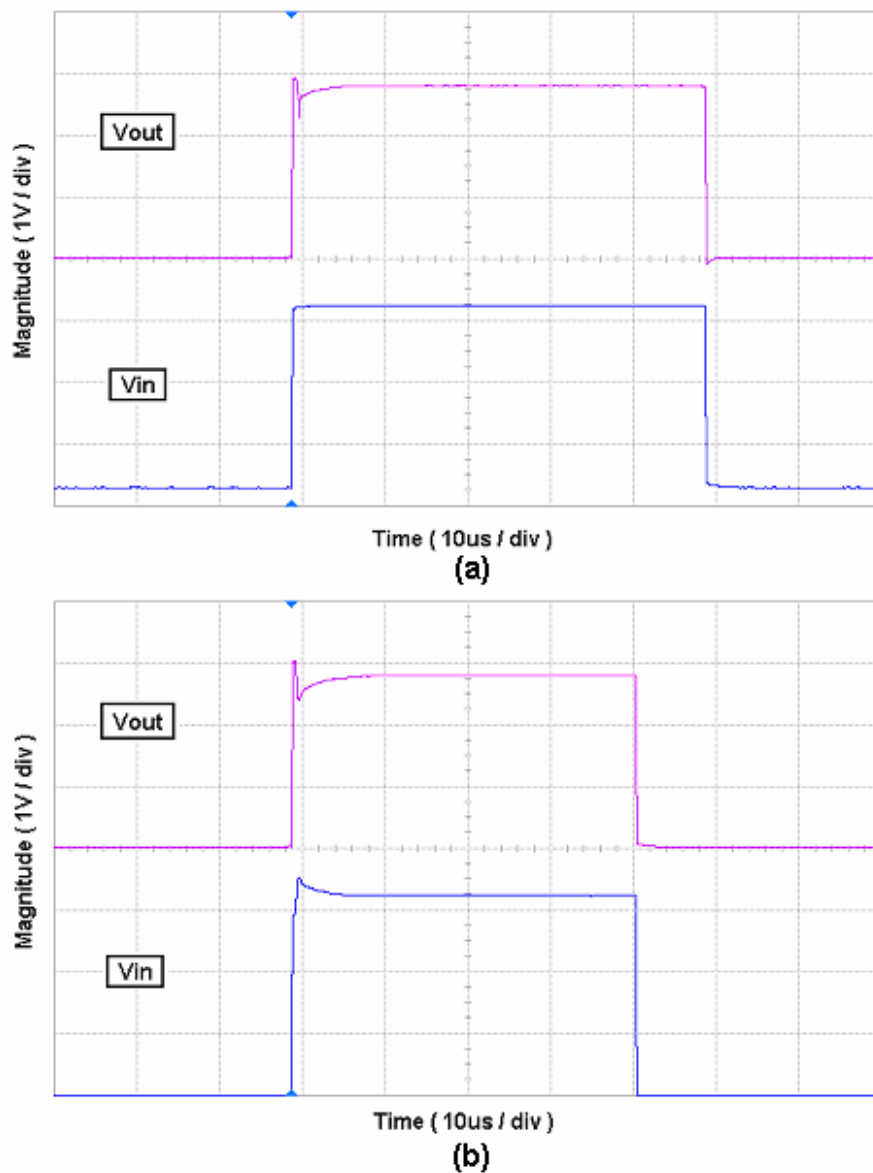 Vout
Magnitude ( 1V / div)
Vin
Time ( 10us / div )
(a)
Vout
Magnitude ( 1V / div)
Vin
Time ( 10us / div )
(b)